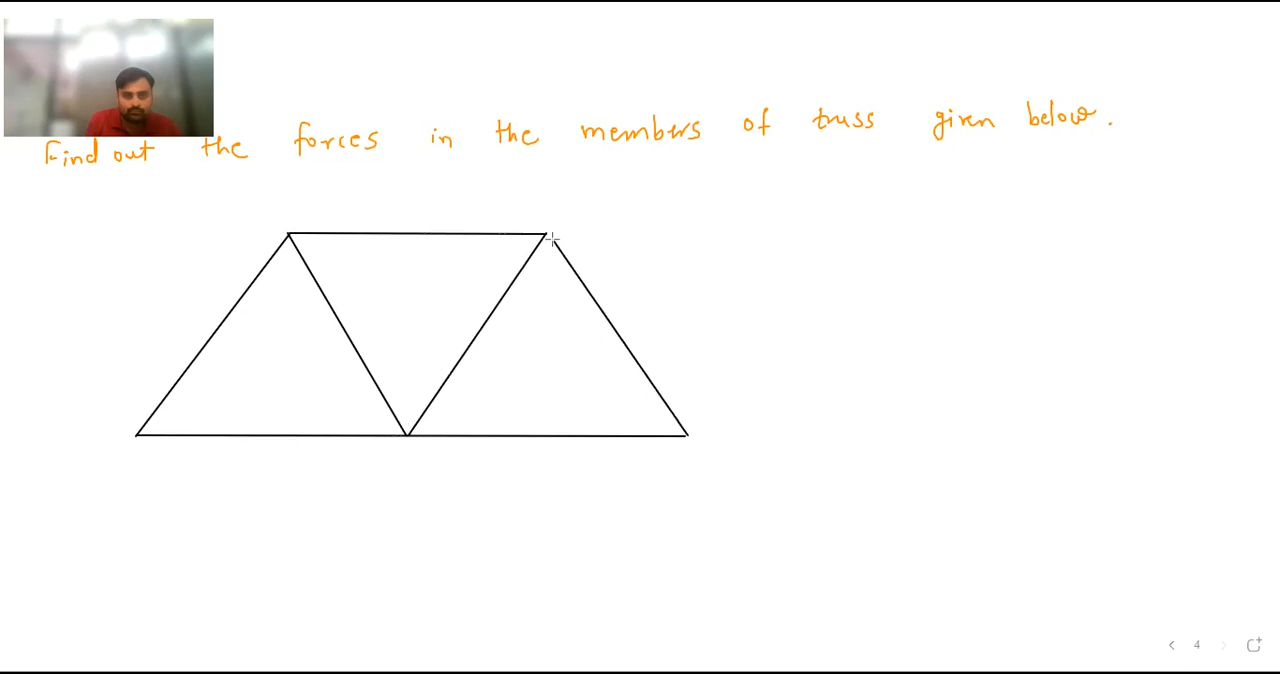 Find out the forces in the members of truss given below.
4